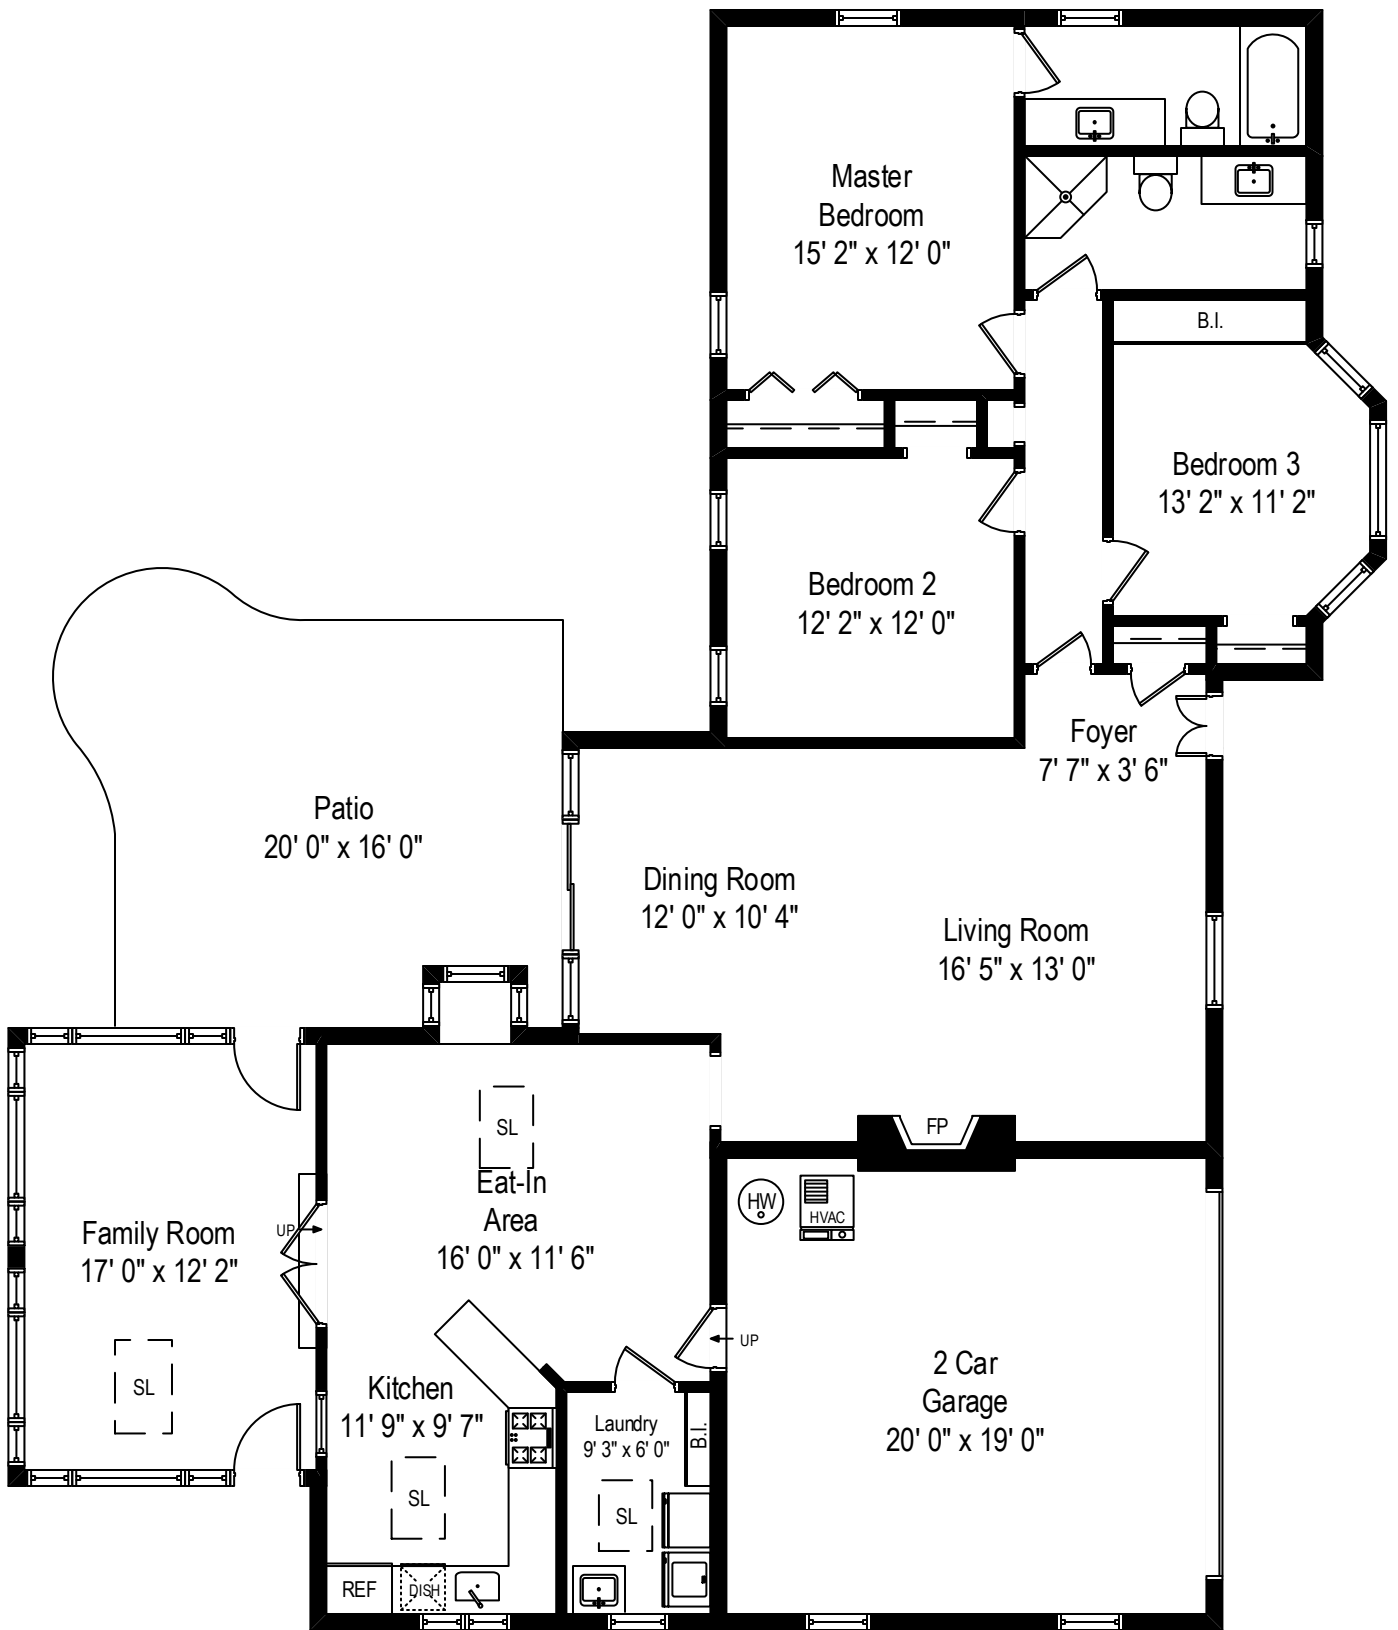 Master
Bedroom
15' 2" x 12' 0"
B.I.
Bedroom 3
13' 2" x 11' 2"
Bedroom 2
12' 2" x 12' 0"
Foyer
7' 7" x 3' 6"
Patio
20' 0" x 16' 0"
Dining Room
12' 0" x 10' 4"
Living Room
16' 5" x 13' 0"
FP
SL
Eat-In
Area
16' 0" x 11' 6"
HW
HVAC
UP
Family Room
17' 0" x 12' 2"
SL
UP
2 Car
Garage
20' 0" x 19' 0"
Kitchen
11' 9" x 9' 7"
SL
Laundry
9' 3" x 6' 0"
B.I.
SL
REF
DISH